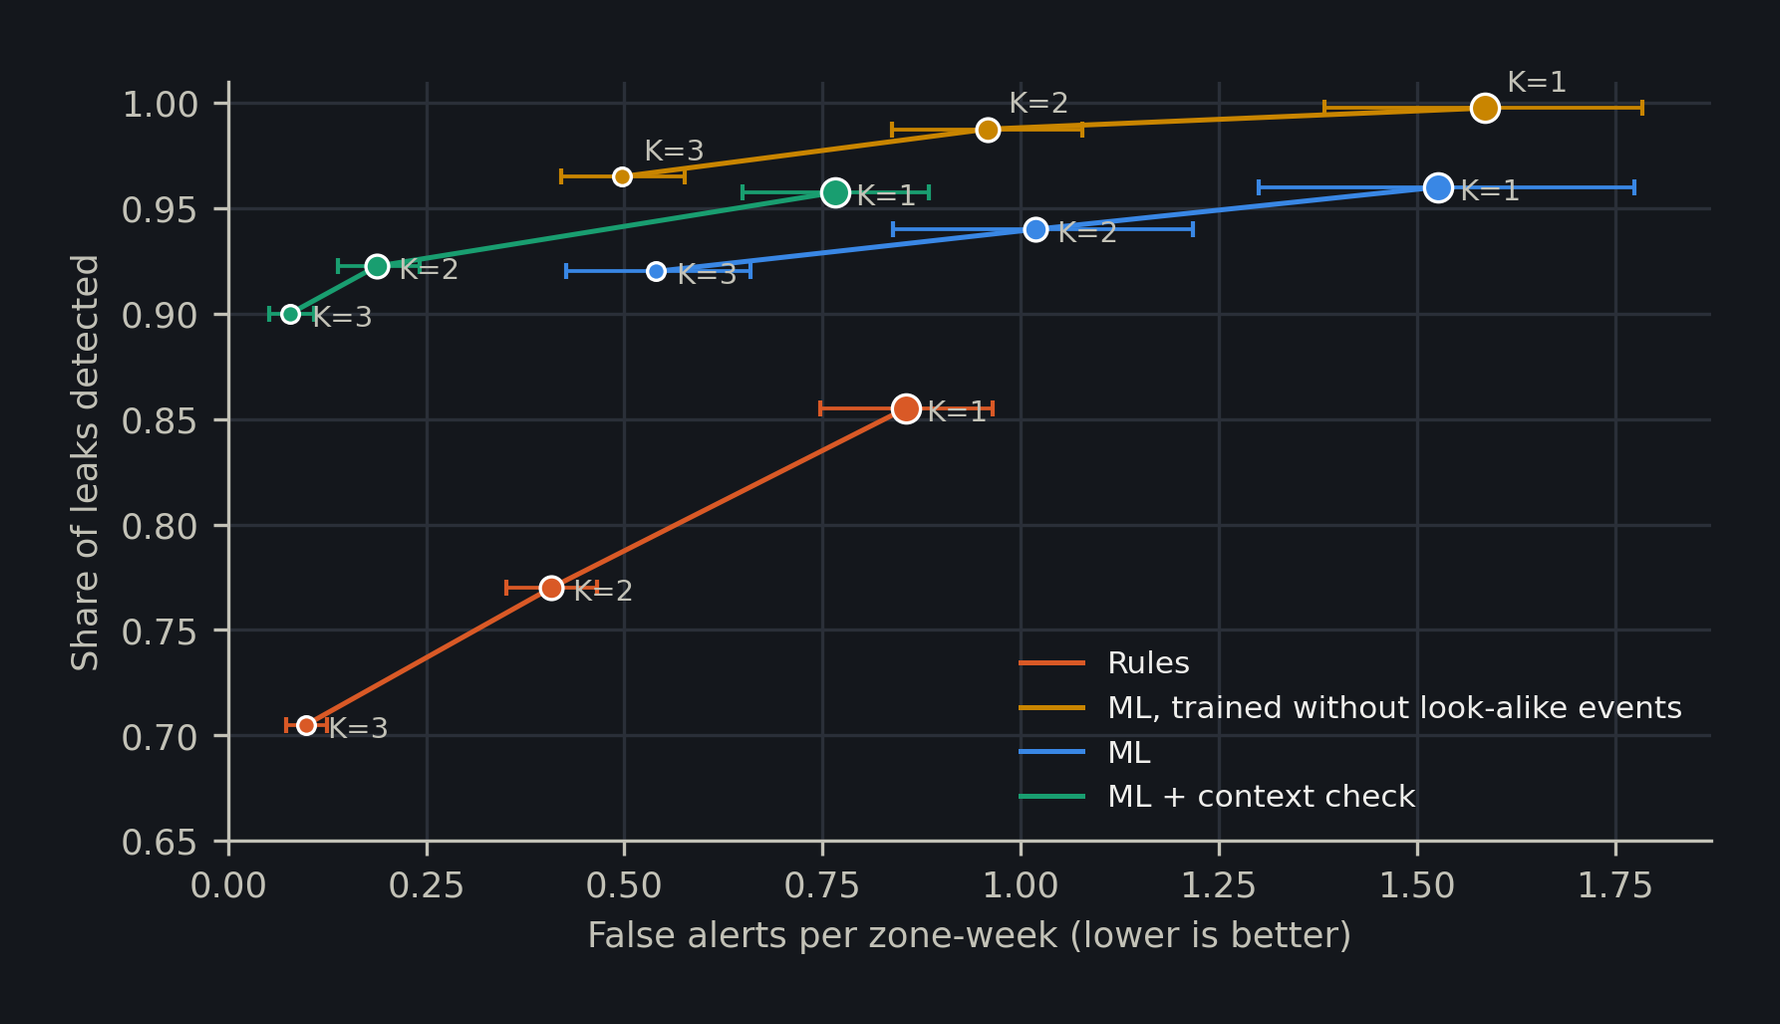 K=1
1.00
K=2
K=3
0.95
K=1
K=1
K=2
K=2
K=3
0.90
K=3
0.85
K=1
0.80
K=2
0.75
0.70
K=3
0.65
Share of leaks detected
Rules
ML, trained without look-alike events
ML
ML + context check
0.00 0.25 0.50 0.75 1.00 1.25 1.50 1.75
False alerts per zone-week (lower is better)